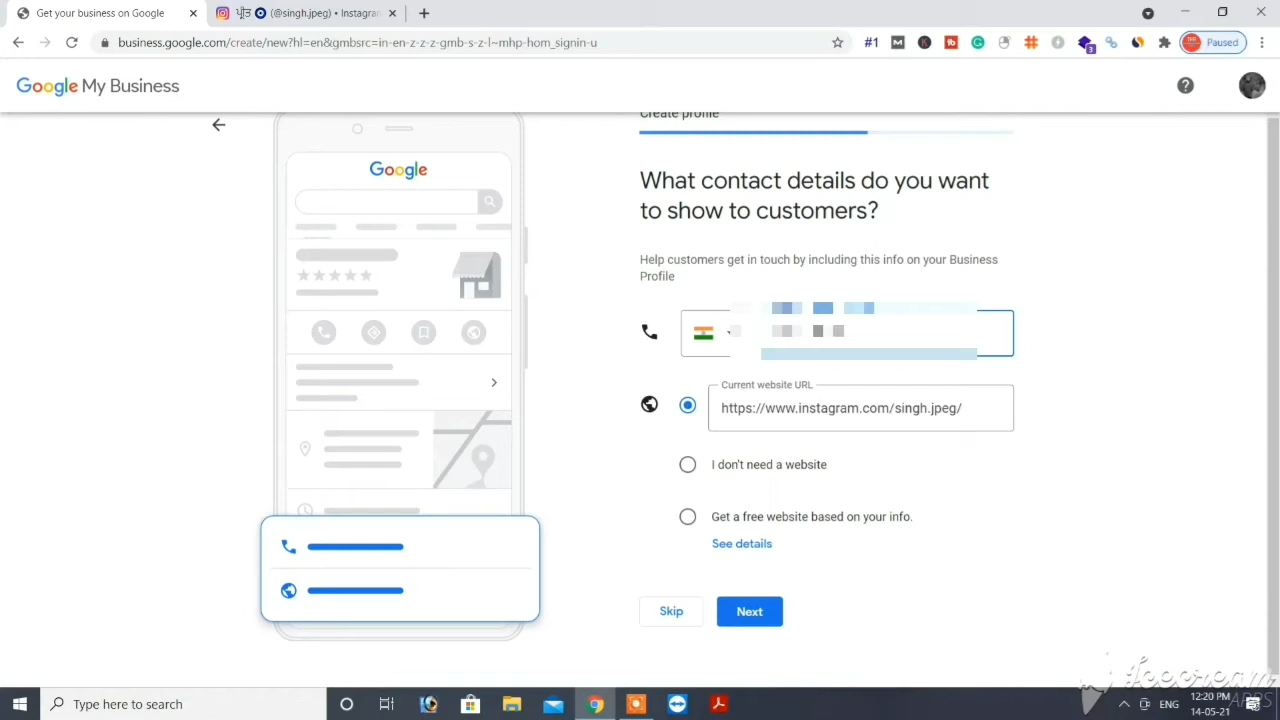 Get your business on Google
(@singh.jpeg) • Instagram
business.google.com/create/new?hl=en&gmbsrc=in-en-z-z-z-gmb-s-z-l~mhp-hom_signin-u
#1
3
Paused
Google My Business
Create profile
Google
What contact details do you want
to show to customers?
Help customers get in touch by including this info on your Business
Profile
Current website URL
https://www.instagram.com/singh.jpeg/
I don't need a website
Get a free website based on your info.
See details
Skip
Next
Icecream
APPS
Type here to search
ENG
12:20 PM
14-05-21